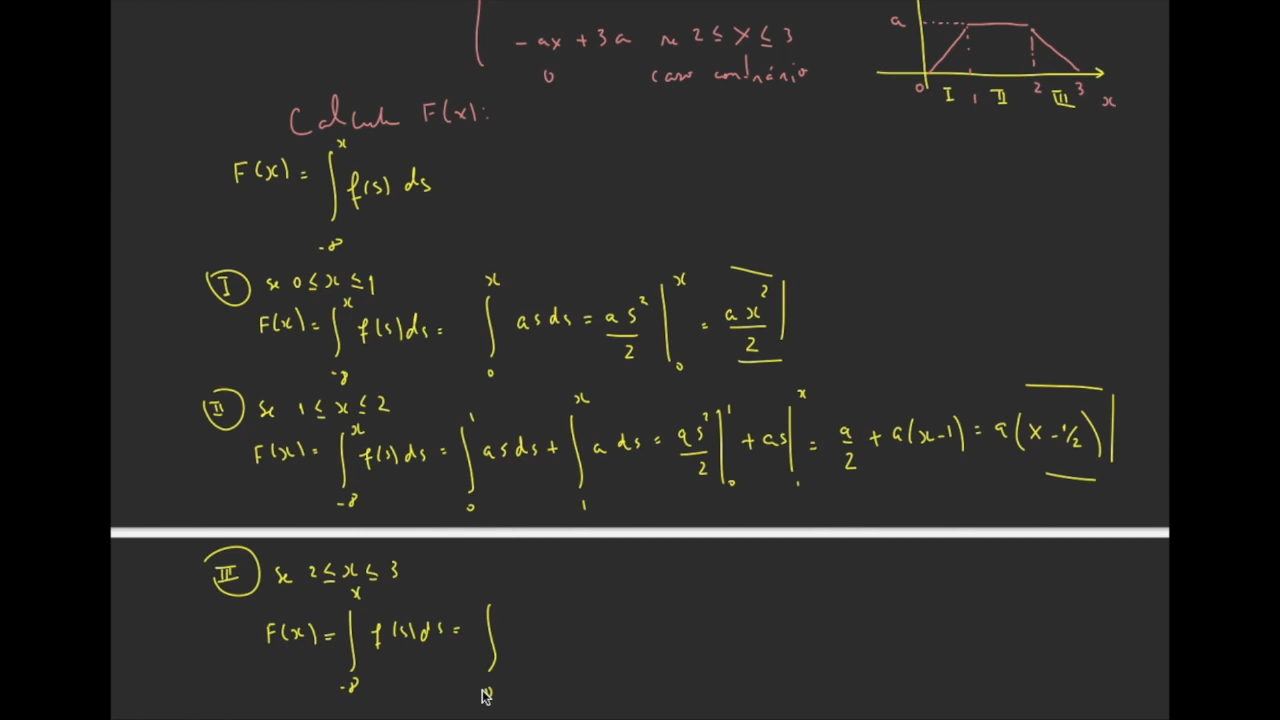 -ax + 3a se 2 ≤ x ≤ 3
0 caso contrário
a
0 I 1 II 2 III 3 x
Calcule F(x):
F(x) = ∫_{-∞}^{x} f(s) ds
I se 0 ≤ x ≤ 1
F(x) = ∫_{-∞}^{x} f(s) ds = ∫_{0}^{x} as ds = as²/2 |_{0}^{x} = ax²/2
II se 1 ≤ x ≤ 2
F(x) = ∫_{-∞}^{x} f(s) ds = ∫_{0}^{1} as ds + ∫_{1}^{x} a ds = as²/2 |_{0}^{1} + as |_{1}^{x} = a/2 + a(x-1) = a(x - 1/2)
III se 2 ≤ x ≤ 3
F(x) = ∫_{-∞}^{x} f(s) ds = ∫_{0}